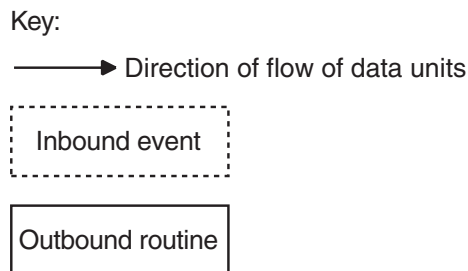 Key:
Direction of flow of data units
Inbound event
Outbound routine